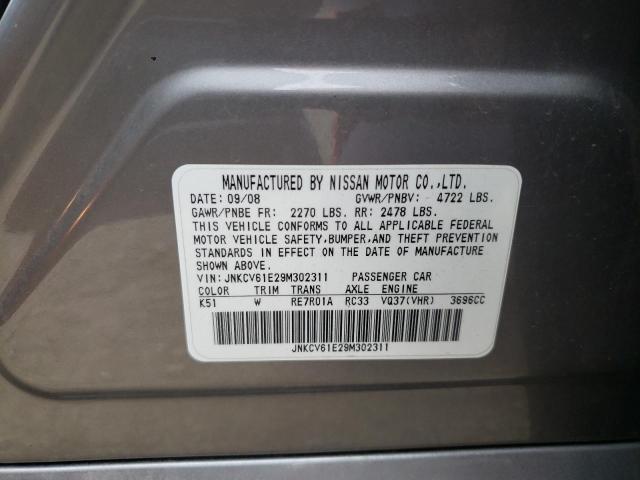 MANUFACTURED BY NISSAN MOTOR CO.,LTD.
DATE: 09/08 GVWR/PNBV: 4722 LBS.
GAWR/PNBE FR: 2270 LBS. RR: 2478 LBS.
THIS VEHICLE CONFORMS TO ALL APPLICABLE FEDERAL
MOTOR VEHICLE SAFETY,BUMPER,AND THEFT PREVENTION
STANDARDS IN EFFECT ON THE DATE OF MANUFACTURE
SHOWN ABOVE.
VIN: JNKCV61E29M302311 PASSENGER CAR
COLOR TRIM TRANS AXLE ENGINE
K51 W RE7R01A RC33 VQ37(VHR) 3696CC
JNKCV61E29M302311